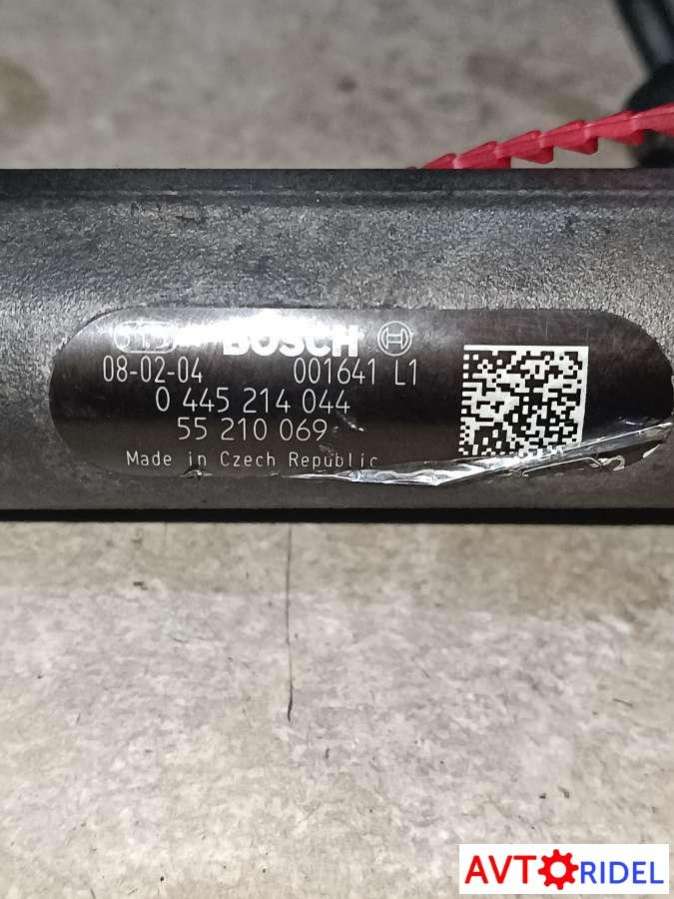 BOSCH
08-02-04 001641 L1
0 445 214 044
55 210 069
Made in Czech Republic
AVTORIDEL